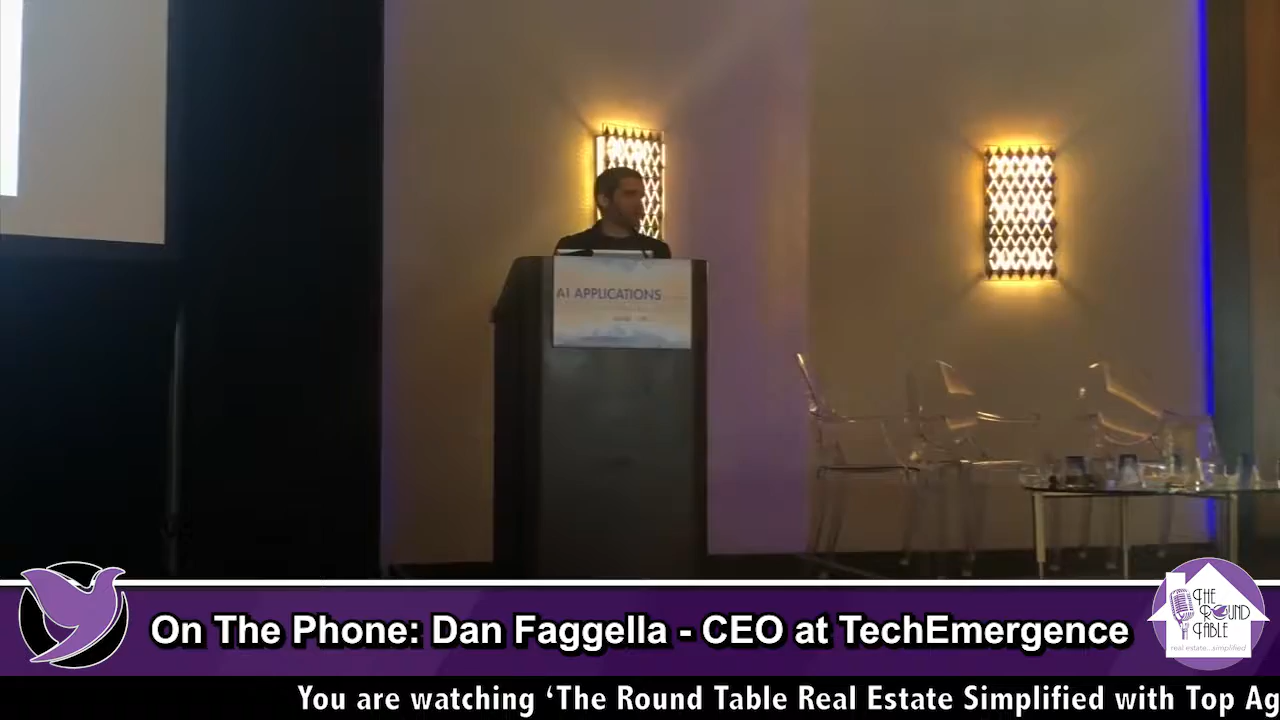 AI APPLICATIONS
On The Phone: Dan Faggella - CEO at TechEmergence
THE
ROUND
TABLE
real estate...simplified
You are watching ‘The Round Table Real Estate Simplified with Top Ag